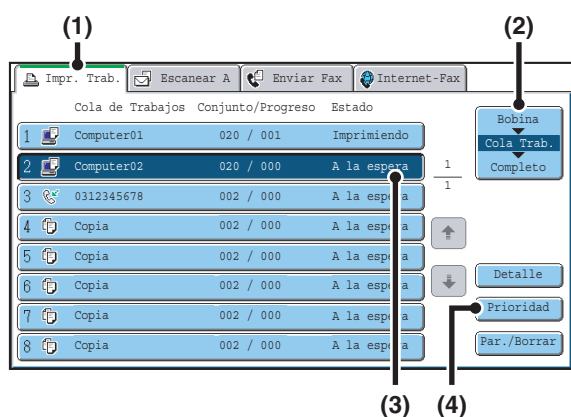 (1) (2)
Impr. Trab. Escanear A Enviar Fax Internet-Fax
Cola de Trabajos Conjunto/Progreso Estado
Bobina
Cola Trab.
Completo
1 Computer01 020 / 001 Imprimiendo
2 Computer02 020 / 000 A la espera
3 0312345678 002 / 000 A la espera
4 Copia 002 / 000 A la espera
5 Copia 002 / 000 A la espera
6 Copia 002 / 000 A la espera
7 Copia 002 / 000 A la espera
8 Copia 002 / 000 A la espera
1
1
Detalle
Prioridad
Par./Borrar
(3) (4)